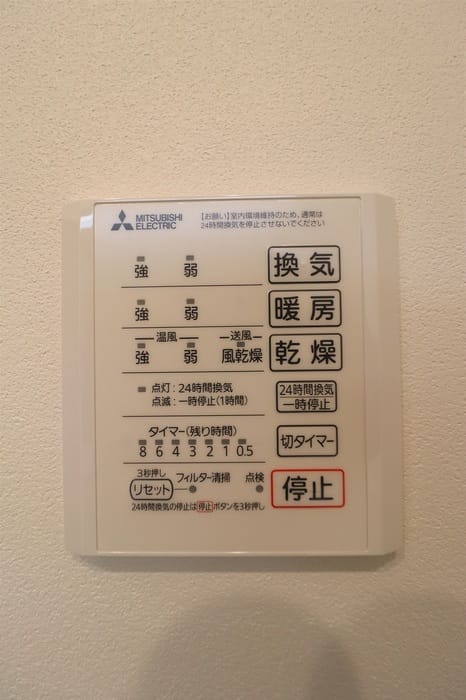 MITSUBISHI
ELECTRIC
【お願い】室内環境維持のため、通常は
24時間換気を停止させないでください
強 弱 換気
強 弱 暖房
温風 送風
強 弱 風乾燥 乾燥
点灯:24時間換気
点滅:一時停止(1時間)
24時間換気
一時停止
タイマー(残り時間)
8 6 4 3 2 1 0.5
切タイマー
3秒押し
リセット フィルター清掃 点検
停止
24時間換気の停止は停止ボタンを3秒押し